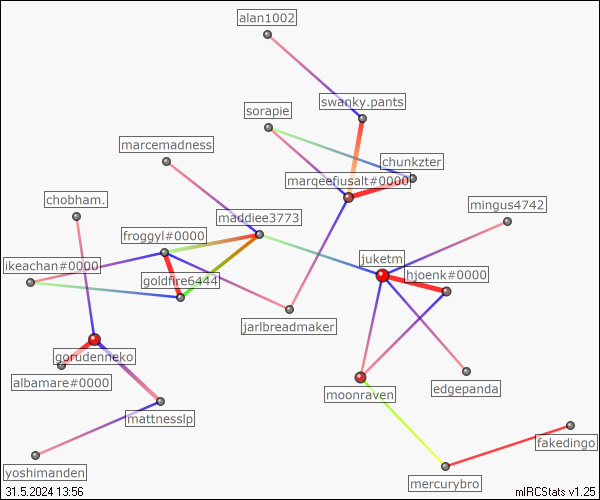 alan1002
swanky.pants
sorapie
marcemadness
chunkzter
marqeefiusalt#0000
chobham.
mingus4742
maddiee3773
froggyl#0000
juketm
ikeachan#0000
hjoenk#0000
goldfire6444
jarlbreadmaker
gorudenneko
albamare#0000
edgepanda
moonraven
mattnesslp
fakedingo
yoshimanden
mercurybro
31.5.2024 13:56
mIRCStats v1.25